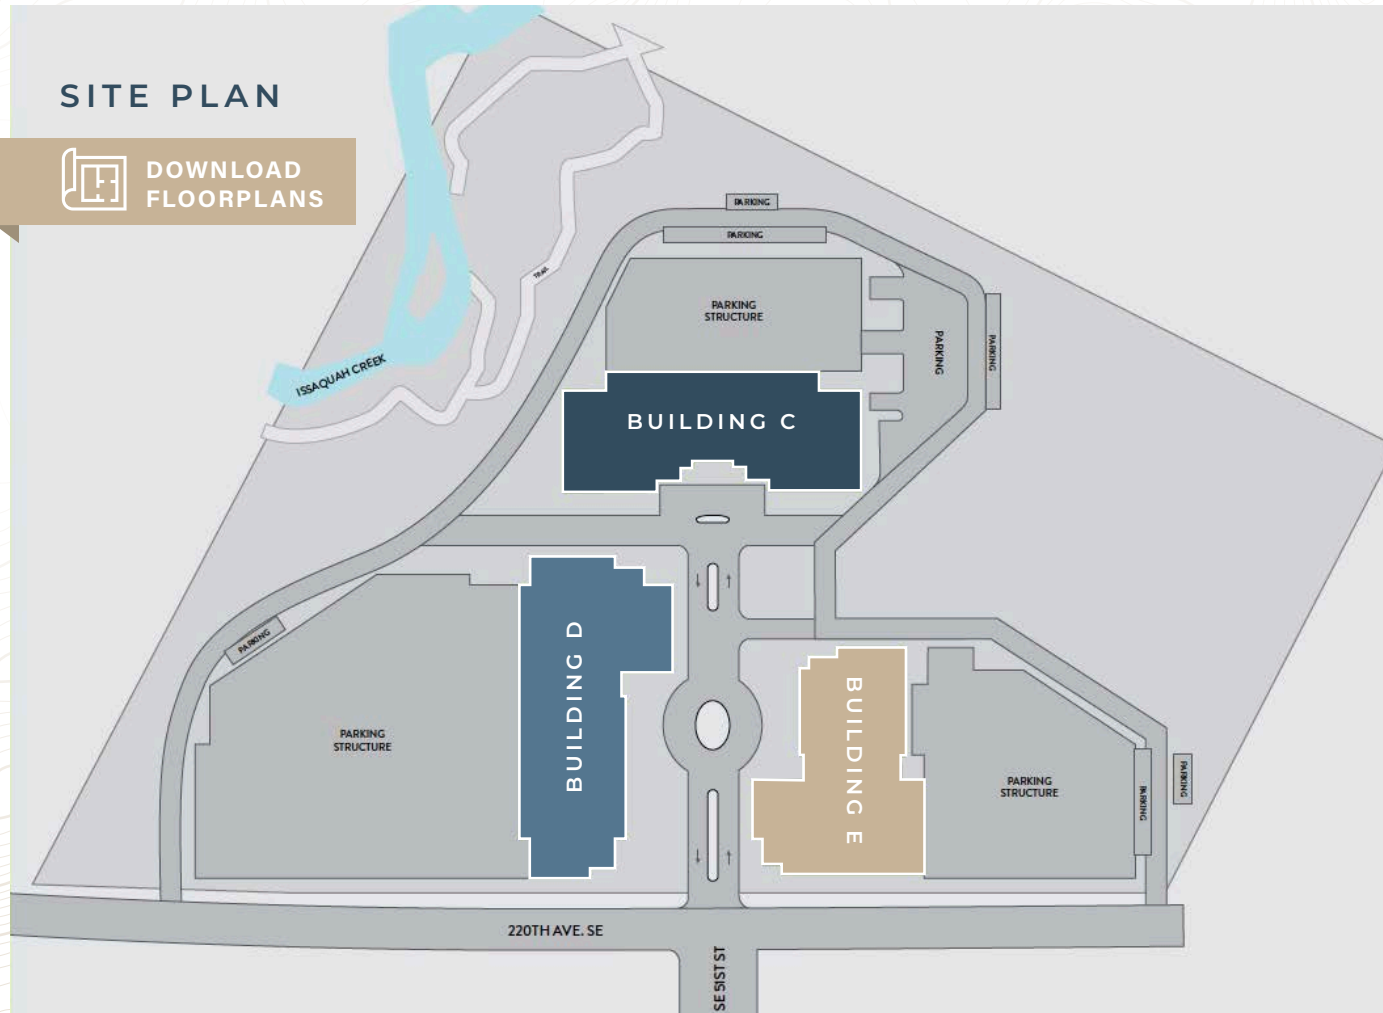 SITE PLAN
DOWNLOAD
FLOORPLANS
PARKING
PARKING
TRAIL
PARKING
STRUCTURE
PARKING
PARKING
ISSAQUAH CREEK
BUILDING C
PARKING
BUILDING D
BUILDING E
PARKING
STRUCTURE
PARKING
STRUCTURE
PARKING
PARKING
220TH AVE. SE
SE 51ST ST